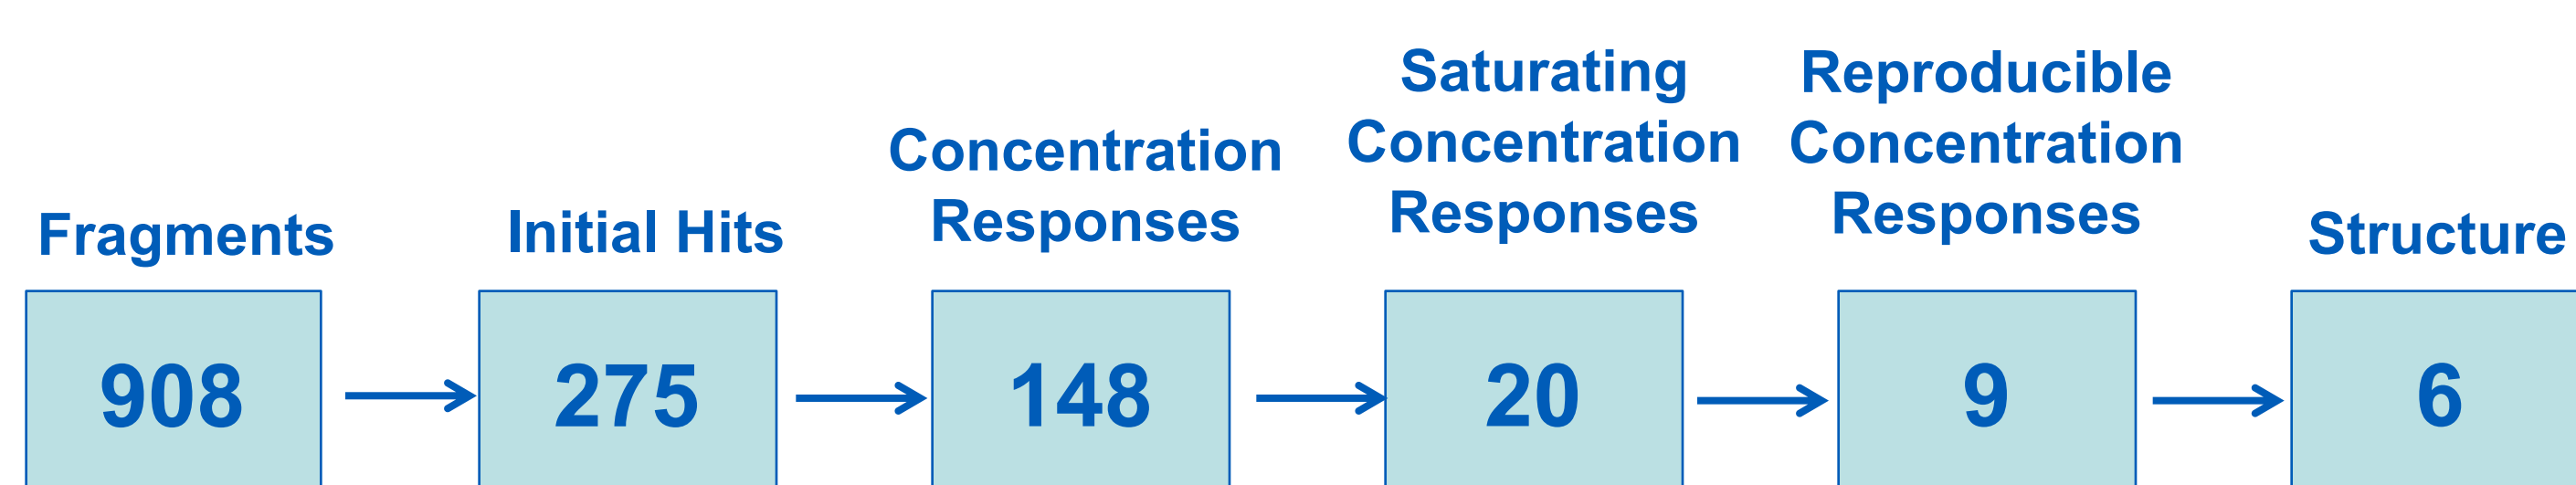 Fragments
908
Initial Hits
275
Concentration
Responses
148
Saturating
Concentration
Responses
20
Reproducible
Concentration
Responses
9
Structure
6